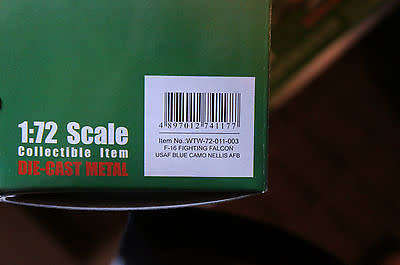 1:72 Scale
Collectible Item
DIE-CAST METAL
4 897012 741177
Item No.:WTW-72-011-003
F-16 FIGHTING FALCON
USAF BLUE CAMO NELLIS AFB